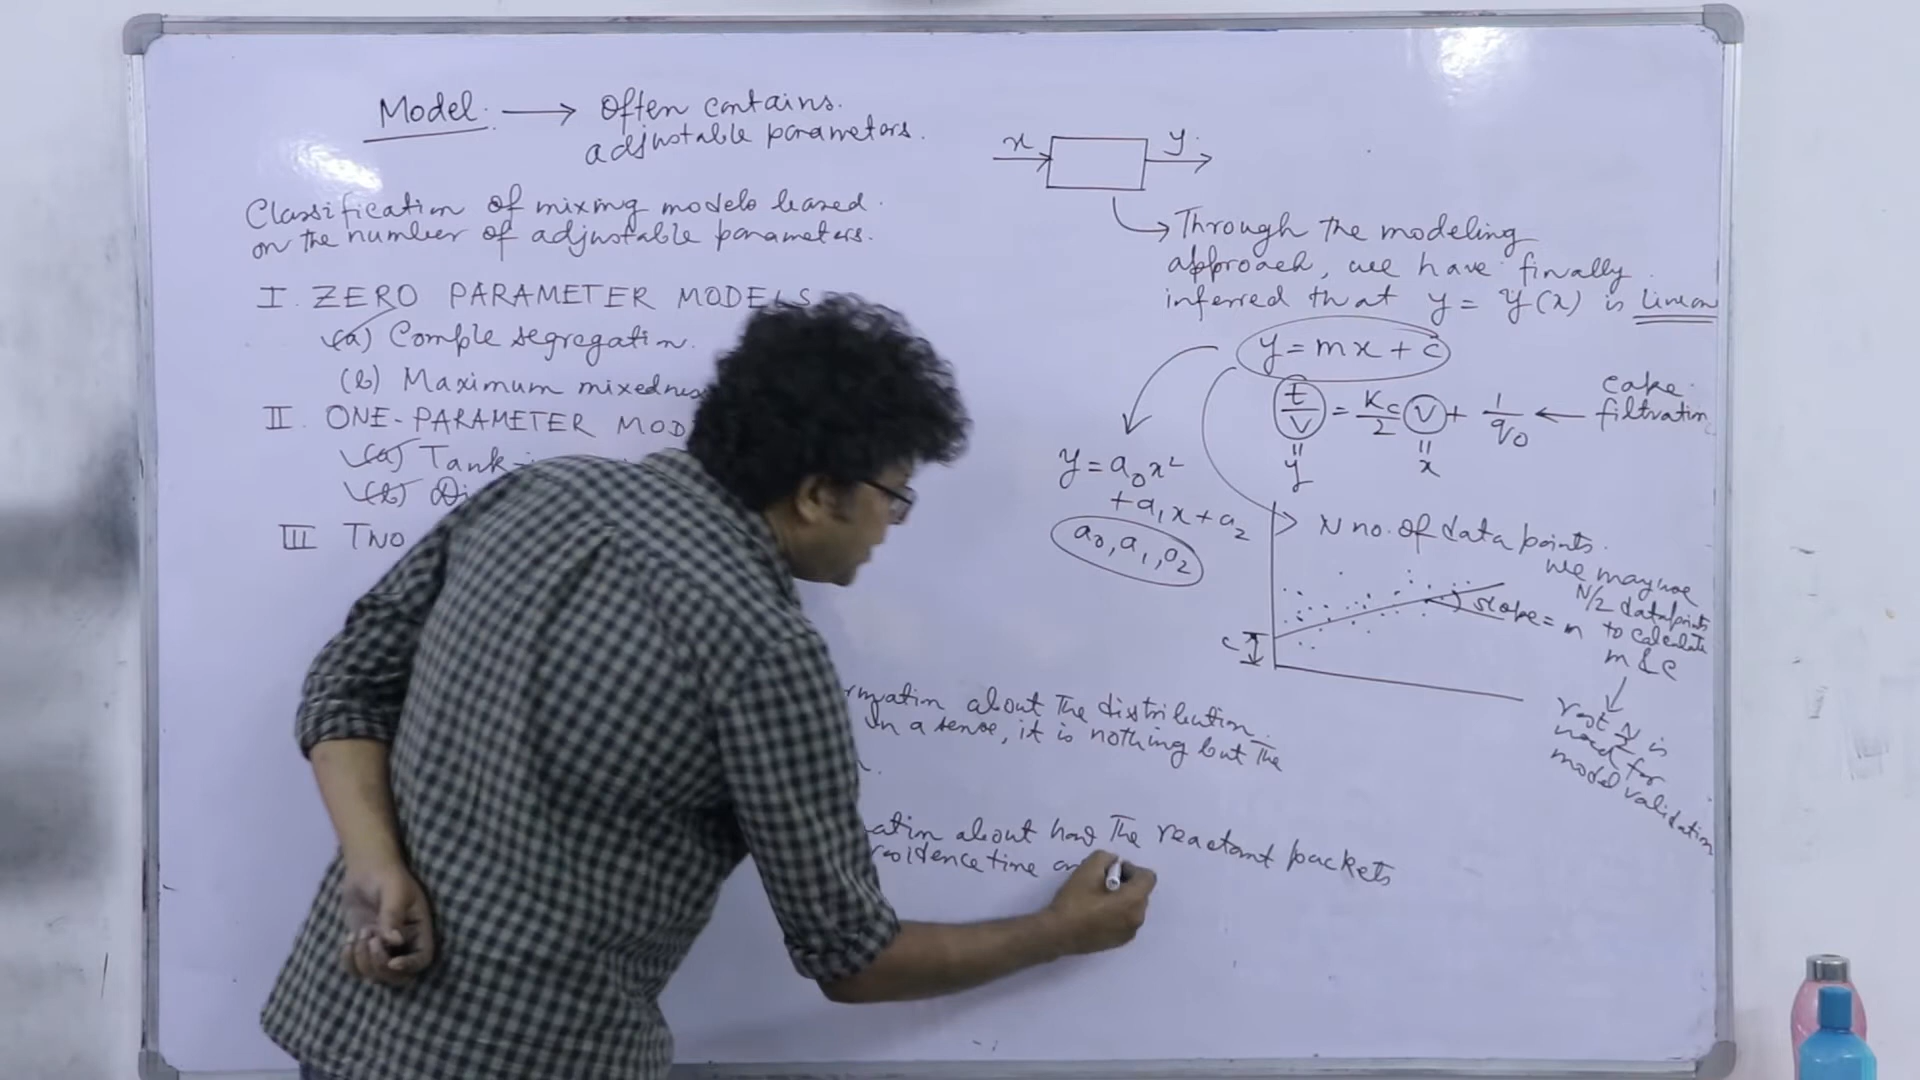 Model. → Often contains.
adjustable parameters.
Classification of mixing models based
on the number of adjustable parameters.
I. ZERO PARAMETER MODELS
(a) Comple segregation.
(b) Maximum mixedness
II. ONE-PARAMETER MOD
(a) Tank-
(b) Di
III TWO
x y.
Through the modeling
approach, we have finally
inferred that y = y(x) is linear
y = mx + c
t/V = Kc/2 V + 1/q0 ← cake
filtration
= y = x
y = a0x²
+ a1x + a2
a0, a1, a2
N no. of data points.
we may use
N/2 datapoints
to calculate
m & c
slope = m
c
rest N/2 is
used for
model validation
rmation about the distribution.
In a sense, it is nothing but the
n.
ation about how the reactant packets
residence time an